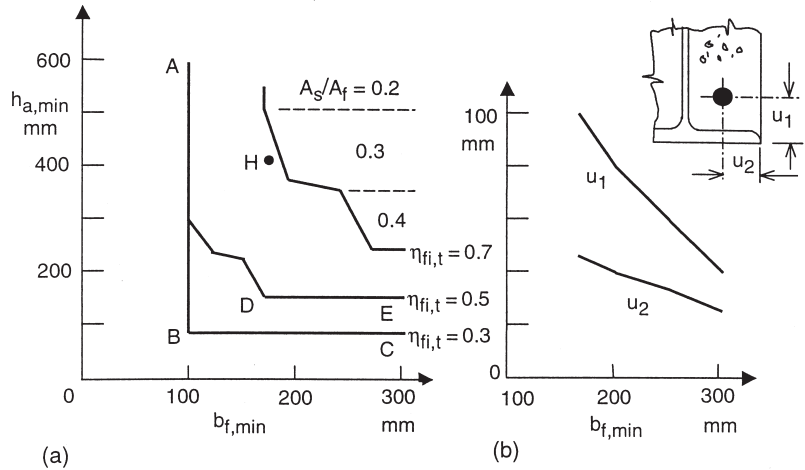 600
A
h_a,min
mm
A_s/A_f = 0.2
400
H
0.3
0.4
η_fi,t = 0.7
200
D
E
η_fi,t = 0.5
B
C
η_fi,t = 0.3
0
100
200
300
b_f,min
mm
(a)
100
mm
u_1
u_2
u_1
u_2
0
100
200
300
b_f,min
mm
(b)